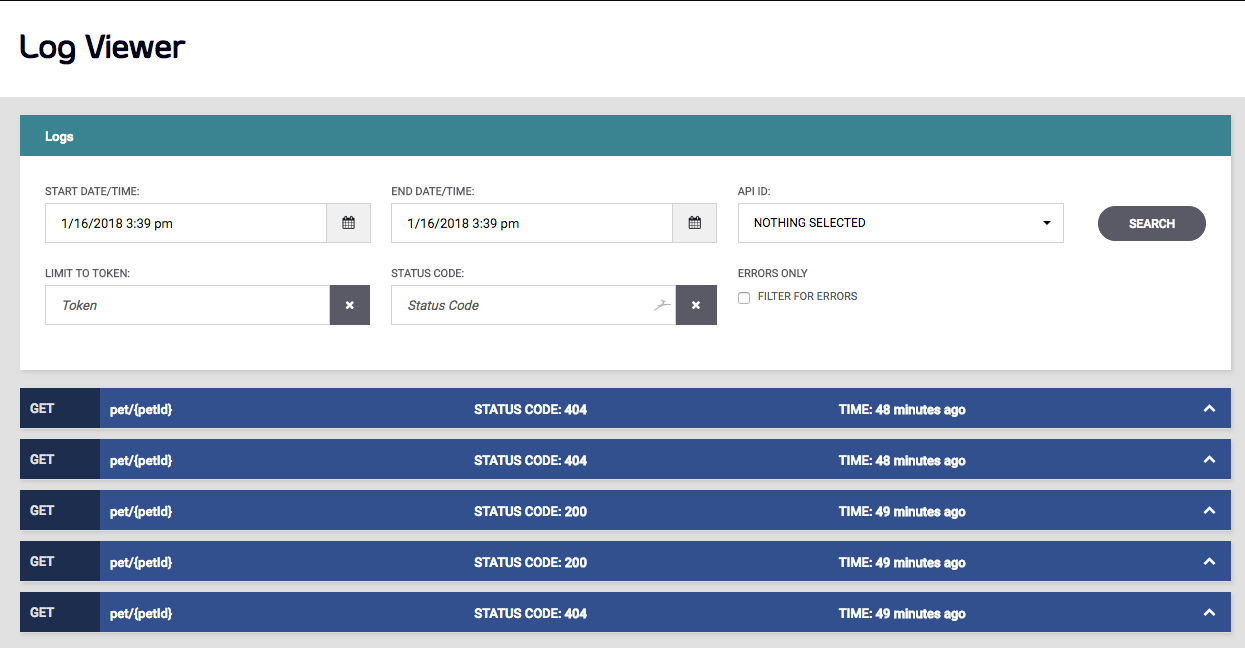 Log Viewer
Logs
START DATE/TIME: END DATE/TIME: API ID:
1/16/2018 3:39 pm 1/16/2018 3:39 pm NOTHING SELECTED SEARCH
LIMIT TO TOKEN: STATUS CODE: ERRORS ONLY
Token Status Code FILTER FOR ERRORS
GET pet/{petId} STATUS CODE: 404 TIME: 48 minutes ago
GET pet/{petId} STATUS CODE: 404 TIME: 48 minutes ago
GET pet/{petId} STATUS CODE: 200 TIME: 49 minutes ago
GET pet/{petId} STATUS CODE: 200 TIME: 49 minutes ago
GET pet/{petId} STATUS CODE: 404 TIME: 49 minutes ago